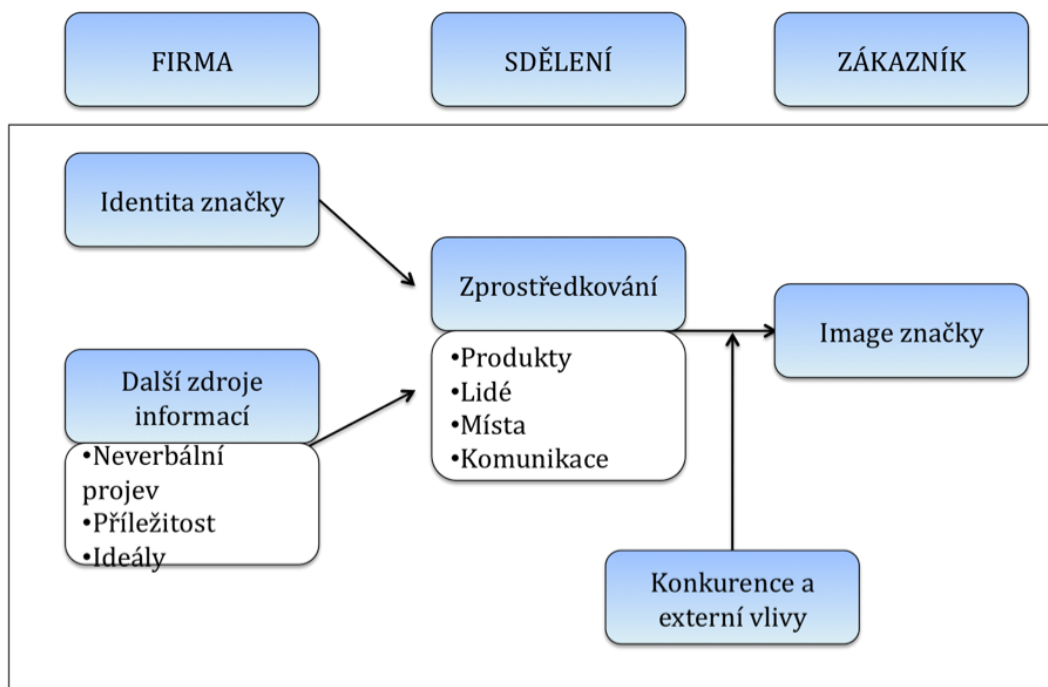 FIRMA
SDĚLENÍ
ZÁKAZNÍK
Identita značky
Zprostředkování
•Produkty
•Lidé
•Místa
•Komunikace
Image značky
Další zdroje
informací
•Neverbální
projev
•Příležitost
•Ideály
Konkurence a
externí vlivy